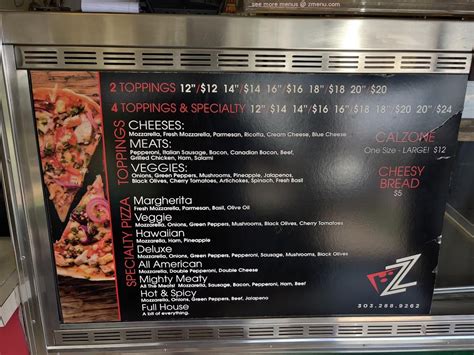 see more menus @ zmenu.com
2 TOPPINGS 12"/$12 14"/$14 16"/$16 18"/$18 20"/$20
4 TOPPINGS & SPECIALTY 12"/$14 14"/$16 16"/$18 18"/$20 20"/$24
TOPPINGS
CHEESES:
Mozzarella, Fresh Mozzarella, Parmesan, Ricotta, Cream Cheese, Blue Cheese
MEATS:
Pepperoni, Italian Sausage, Bacon, Canadian Bacon, Beef,
Grilled Chicken, Ham, Salami
VEGGIES:
Onions, Green Peppers, Mushrooms, Pineapple, Jalapenos,
Black Olives, Cherry Tomatoes, Artichokes, Spinach, Fresh Basil
CALZONE
One Size - LARGE! $12
CHEESY
BREAD
$5
SPECIALTY PIZZA
Margherita
Fresh Mozzarella, Parmesan, Basil, Olive Oil
Veggie
Mozzarella, Onions, Green Peppers, Mushrooms, Black Olives, Cherry Tomatoes
Hawaiian
Mozzarella, Ham, Pineapple
Deluxe
Mozzarella, Onions, Green Peppers, Pepperoni, Sausage, Mushrooms, Black Olives
All American
Mozzarella, Double Pepperoni, Double Cheese
Mighty Meaty
All The Meats! Mozzarella, Sausage, Bacon, Pepperoni, Ham, Beef
Hot & Spicy
Mozzarella, Onions, Green Peppers, Beef, Jalapeno
Full House
A bit of everything.
303.288.9262